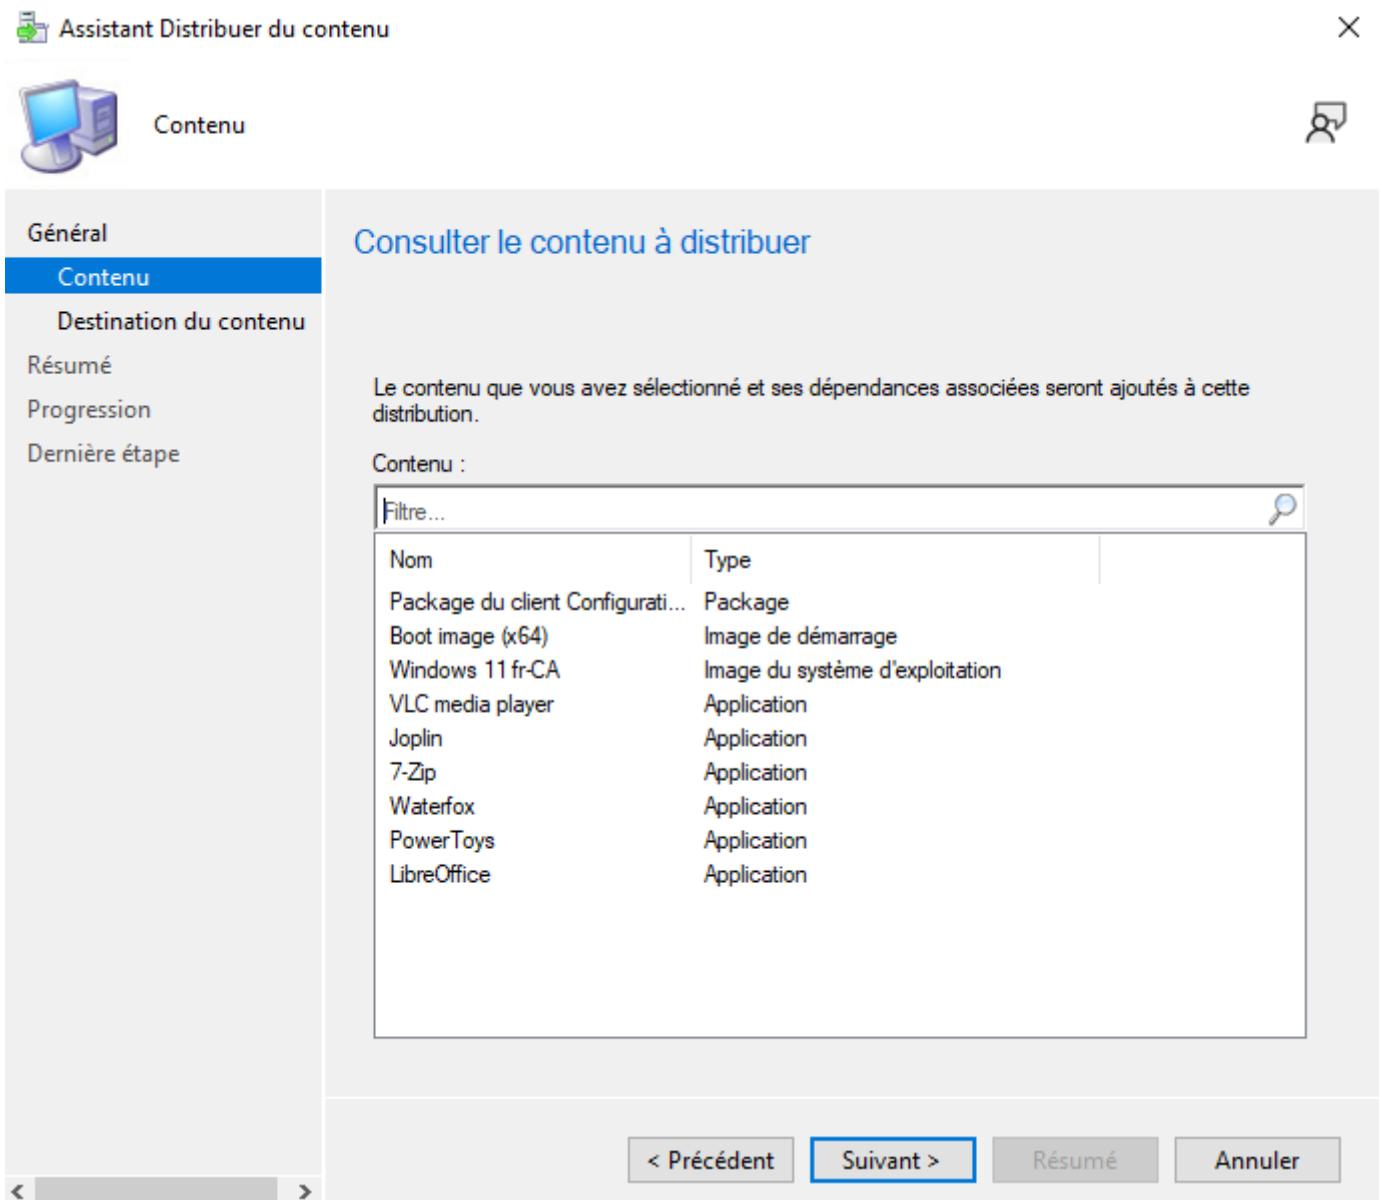 Assistant Distribuer du contenu
Contenu
Général
Contenu
Destination du contenu
Résumé
Progression
Dernière étape
Consulter le contenu à distribuer
Le contenu que vous avez sélectionné et ses dépendances associées seront ajoutés à cette
distribution.
Contenu :
Filtre...
Nom Type
Package du client Configurati... Package
Boot image (x64) Image de démarrage
Windows 11 fr-CA Image du système d'exploitation
VLC media player Application
Joplin Application
7-Zip Application
Waterfox Application
PowerToys Application
LibreOffice Application
< Précédent Suivant > Résumé Annuler